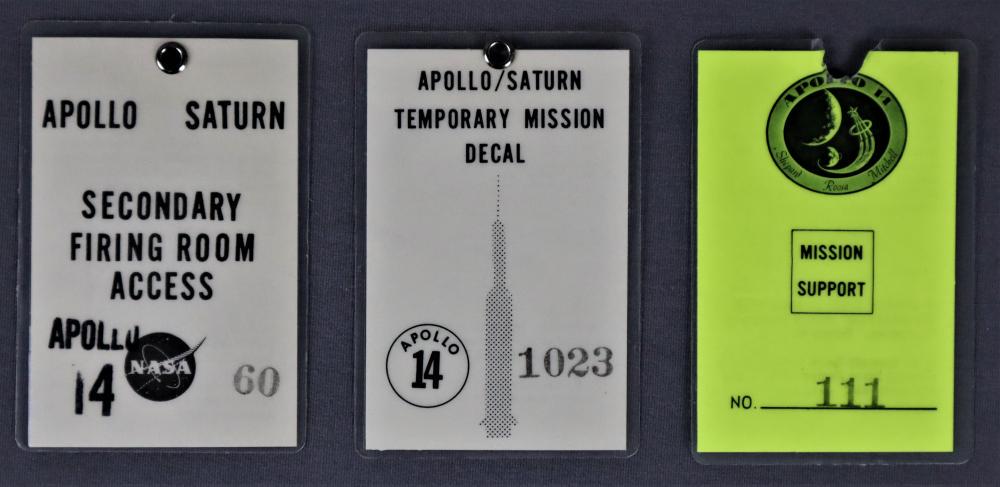 APOLLO SATURN
SECONDARY
FIRING ROOM
ACCESS
APOLLO
14
NASA
60
APOLLO/SATURN
TEMPORARY MISSION
DECAL
APOLLO
14
1023
APOLLO 14
Shepard Roosa Mitchell
MISSION
SUPPORT
NO. 111